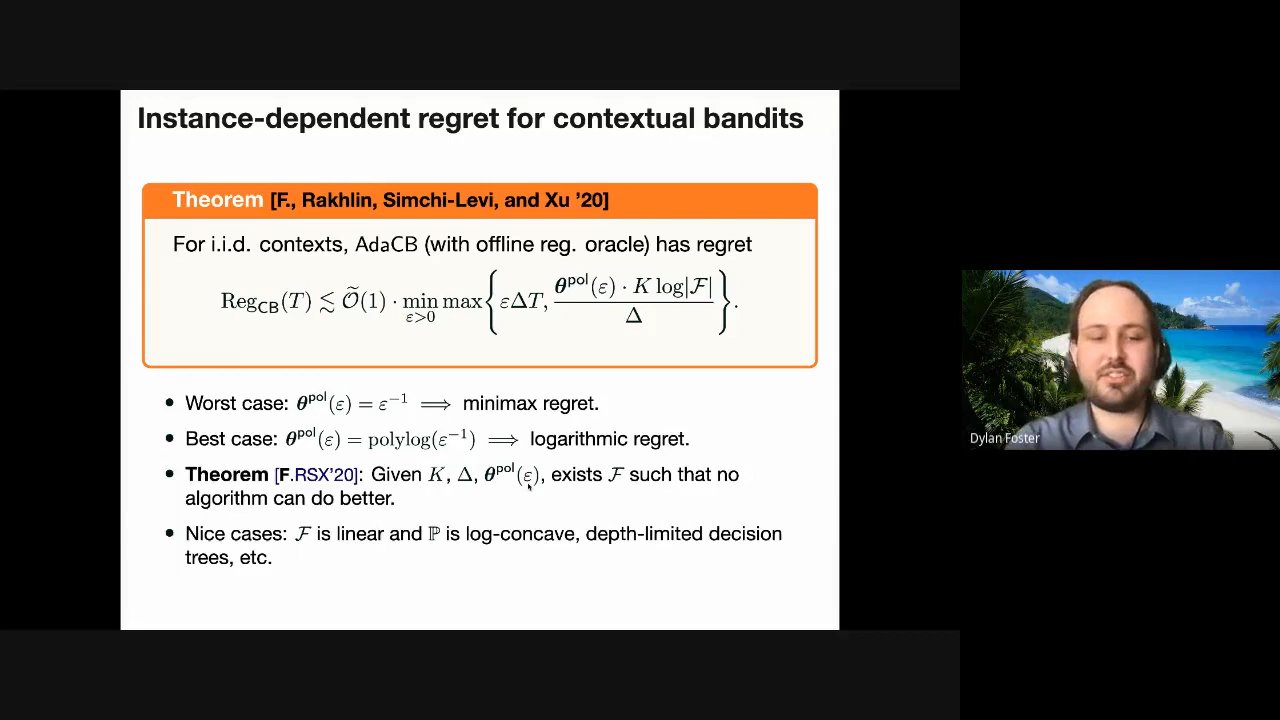 Instance-dependent regret for contextual bandits
Theorem [F., Rakhlin, Simchi-Levi, and Xu ’20]
For i.i.d. contexts, AdaCB (with offline reg. oracle) has regret
Reg_CB(T) ≲ Õ(1) · min_{ε>0} max{ εΔT, θ^pol(ε) · K log|F| / Δ }.
• Worst case: θ^pol(ε) = ε⁻¹ ⟹ minimax regret.
• Best case: θ^pol(ε) = polylog(ε⁻¹) ⟹ logarithmic regret.
• Theorem [F.RSX’20]: Given K, Δ, θ^pol(ε), exists F such that no
algorithm can do better.
• Nice cases: F is linear and ℙ is log-concave, depth-limited decision
trees, etc.
Dylan Foster